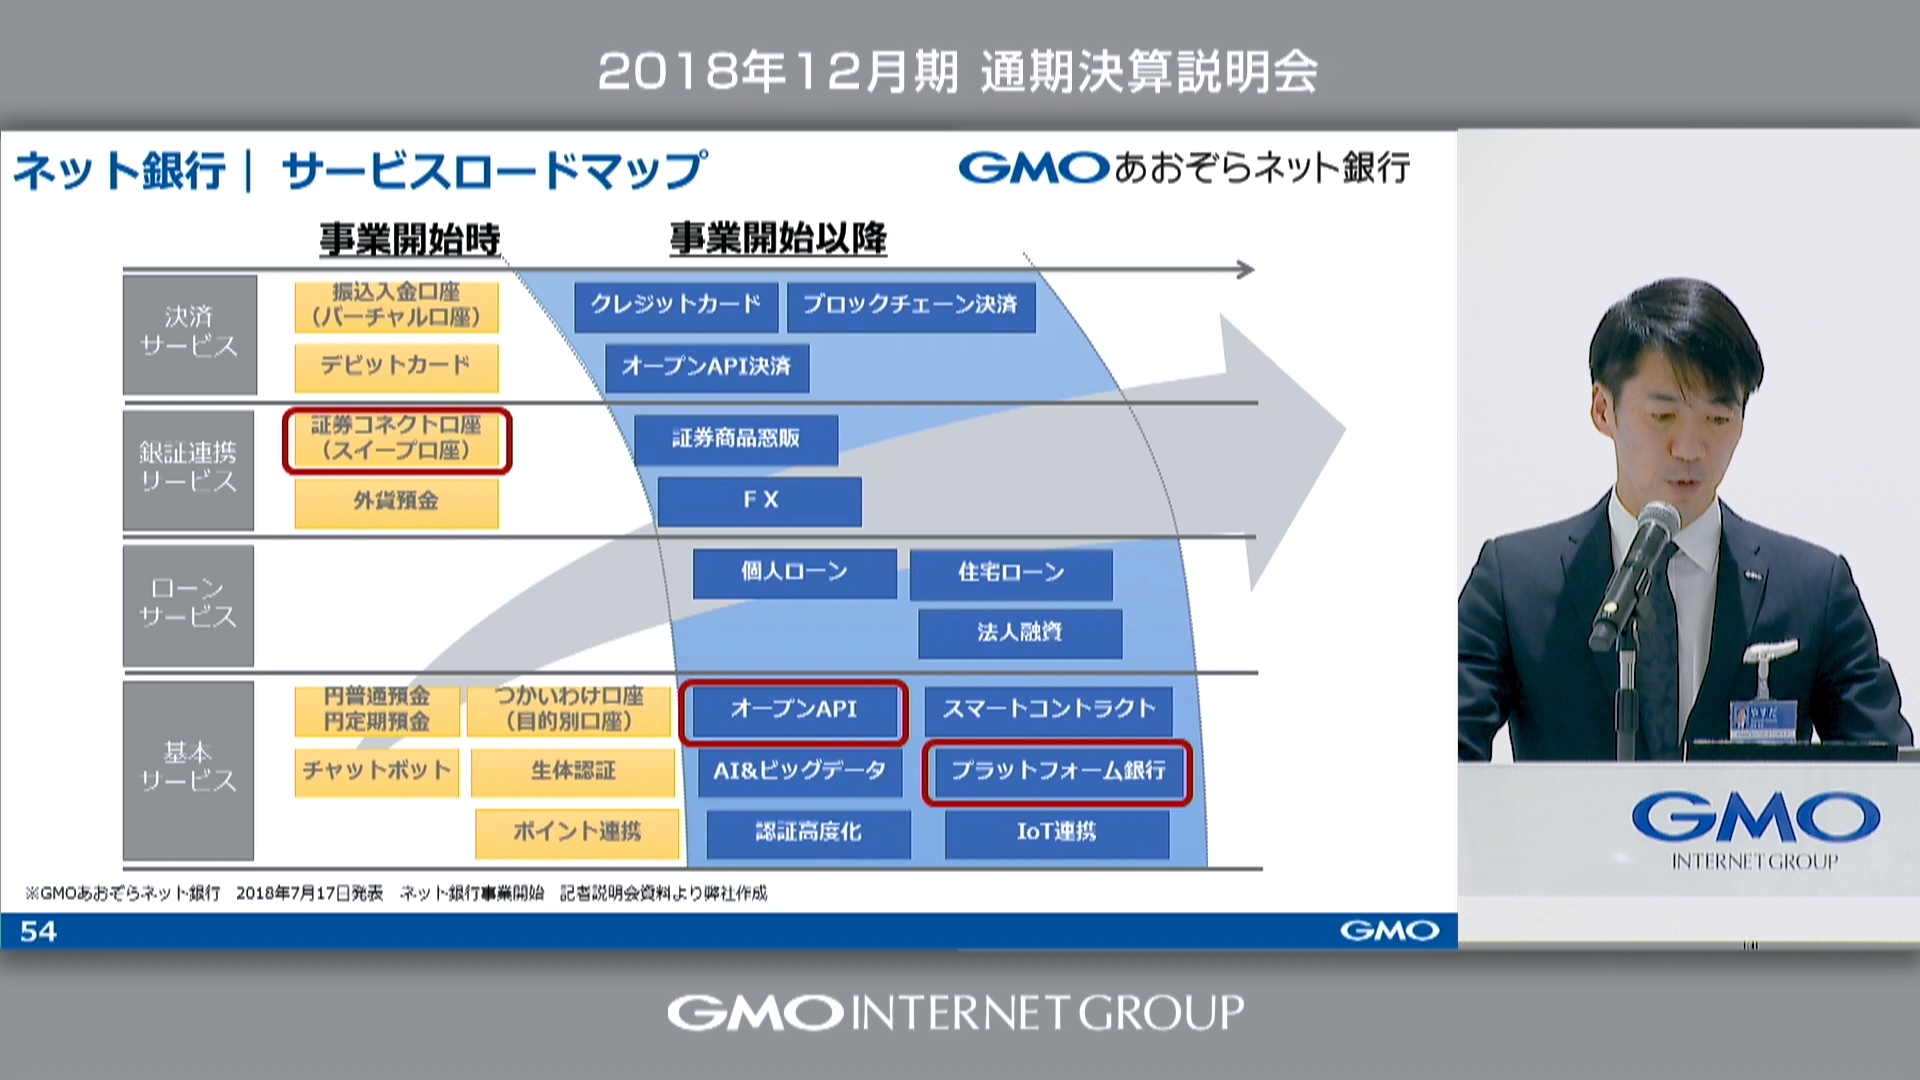 2018年12月期 通期決算説明会
ネット銀行｜ サービスロードマップ
GMOあおぞらネット銀行
事業開始時
事業開始以降
決済
サービス
振込入金口座
（バーチャル口座）
デビットカード
クレジットカード
ブロックチェーン決済
オープンAPI決済
銀証連携
サービス
証券コネクト口座
（スイープ口座）
外貨預金
証券商品窓販
ＦＸ
ローン
サービス
個人ローン
住宅ローン
法人融資
基本
サービス
円普通預金
円定期預金
つかいわけ口座
（目的別口座）
チャットボット
生体認証
ポイント連携
オープンAPI
スマートコントラクト
AI&ビッグデータ
プラットフォーム銀行
認証高度化
IoT連携
※GMOあおぞらネット銀行　2018年7月17日発表　ネット銀行事業開始　記者説明会資料より弊社作成
54
GMO
やすだ
GMO
INTERNET GROUP
GMO INTERNET GROUP